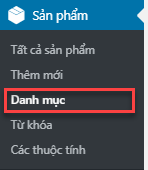 Sản phẩm
Tất cả sản phẩm
Thêm mới
Danh mục
Từ khóa
Các thuộc tính